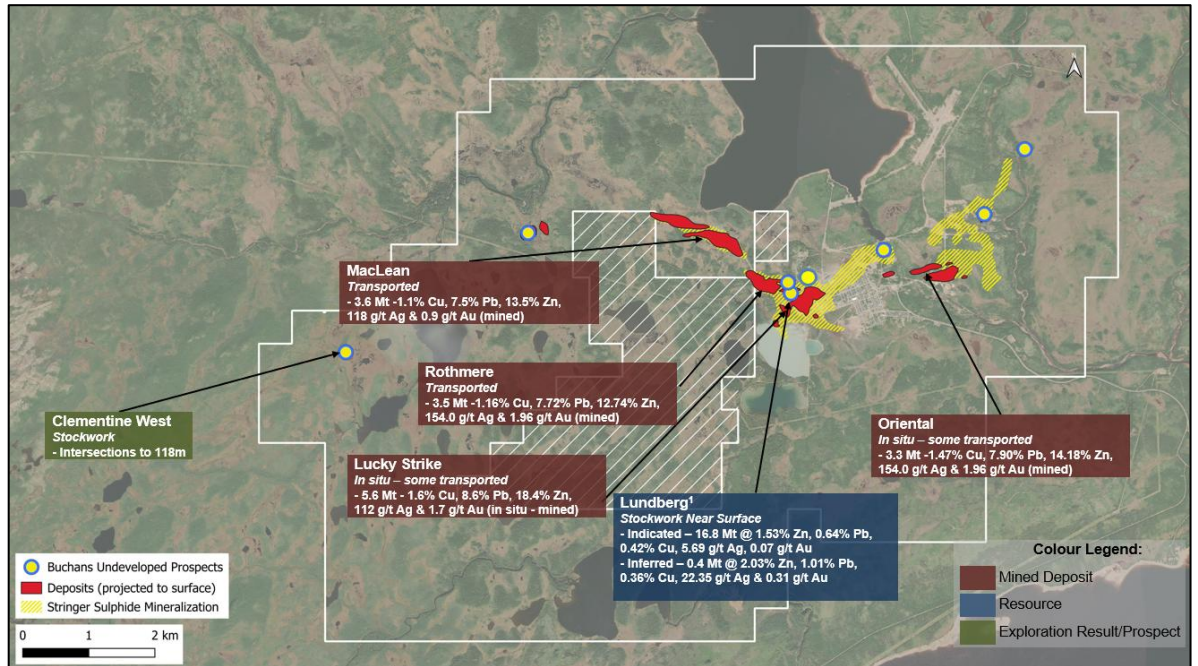 MacLean
Transported
- 3.6 Mt -1.1% Cu, 7.5% Pb, 13.5% Zn,
118 g/t Ag & 0.9 g/t Au (mined)
Rothmere
Transported
- 3.5 Mt -1.16% Cu, 7.72% Pb, 12.74% Zn,
154.0 g/t Ag & 1.96 g/t Au (mined)
Clementine West
Stockwork
- Intersections to 118m
Lucky Strike
In situ – some transported
- 5.6 Mt - 1.6% Cu, 8.6% Pb, 18.4% Zn,
112 g/t Ag & 1.7 g/t Au (in situ - mined)
Oriental
In situ – some transported
- 3.3 Mt -1.47% Cu, 7.90% Pb, 14.18% Zn,
154.0 g/t Ag & 1.96 g/t Au (mined)
Lundberg¹
Stockwork Near Surface
- Indicated – 16.8 Mt @ 1.53% Zn, 0.64% Pb,
0.42% Cu, 5.69 g/t Ag, 0.07 g/t Au
- Inferred – 0.4 Mt @ 2.03% Zn, 1.01% Pb,
0.36% Cu, 22.35 g/t Ag & 0.31 g/t Au
Buchans Undeveloped Prospects
Deposits (projected to surface)
Stringer Sulphide Mineralization
0 1 2 km
Colour Legend:
Mined Deposit
Resource
Exploration Result/Prospect